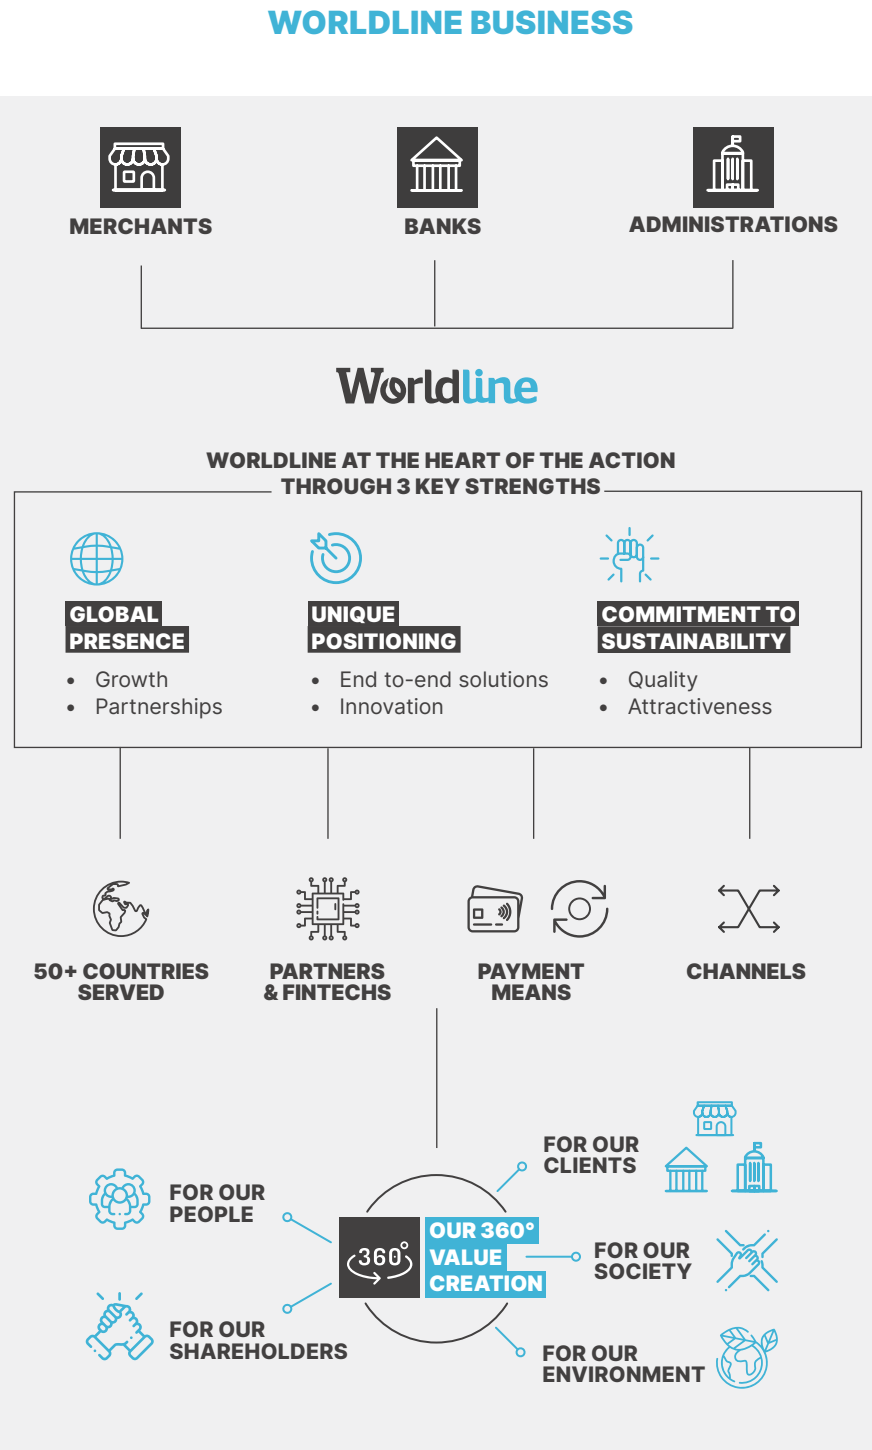 WORLDLINE BUSINESS
MERCHANTS
BANKS
ADMINISTRATIONS
Worldline
WORLDLINE AT THE HEART OF THE ACTION
THROUGH 3 KEY STRENGTHS
GLOBAL
PRESENCE
• Growth
• Partnerships
UNIQUE
POSITIONING
• End to-end solutions
• Innovation
COMMITMENT TO
SUSTAINABILITY
• Quality
• Attractiveness
50+ COUNTRIES
SERVED
PARTNERS
& FINTECHS
PAYMENT
MEANS
CHANNELS
FOR OUR
PEOPLE
FOR OUR
SHAREHOLDERS
360°
OUR 360°
VALUE
CREATION
FOR OUR
CLIENTS
FOR OUR
SOCIETY
FOR OUR
ENVIRONMENT